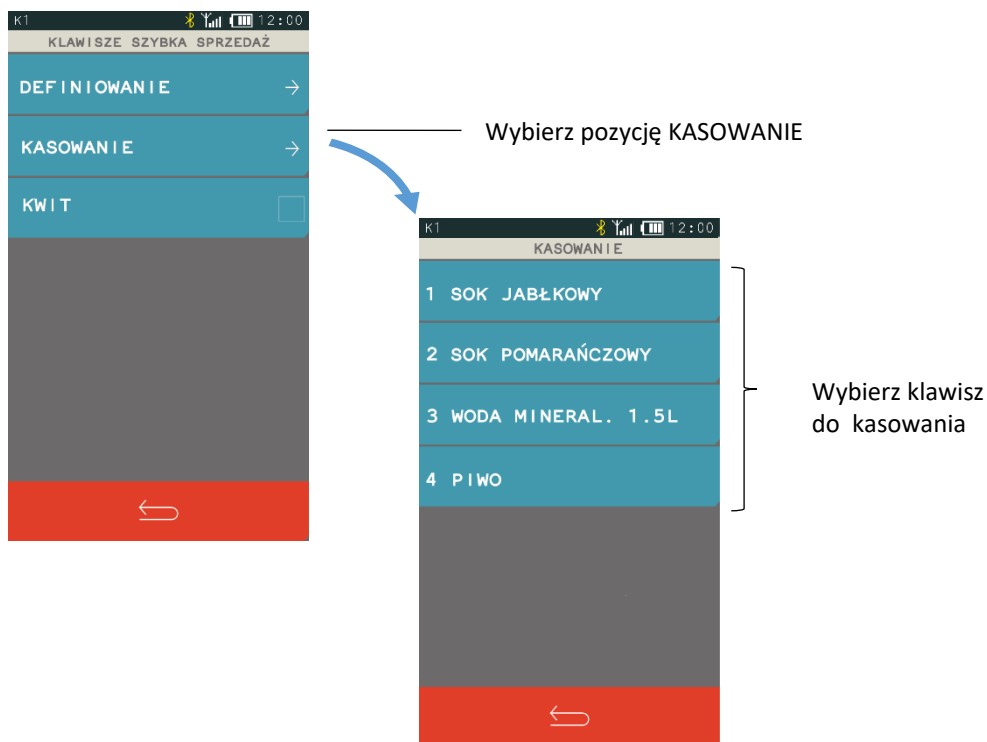 K1 12:00
KLAWISZE SZYBKA SPRZEDAŻ
DEFINIOWANIE
KASOWANIE
KWIT
Wybierz pozycję KASOWANIE
K1 12:00
KASOWANIE
1 SOK JABŁKOWY
2 SOK POMARAŃCZOWY
3 WODA MINERAL. 1.5L
4 PIWO
Wybierz klawisz
do kasowania